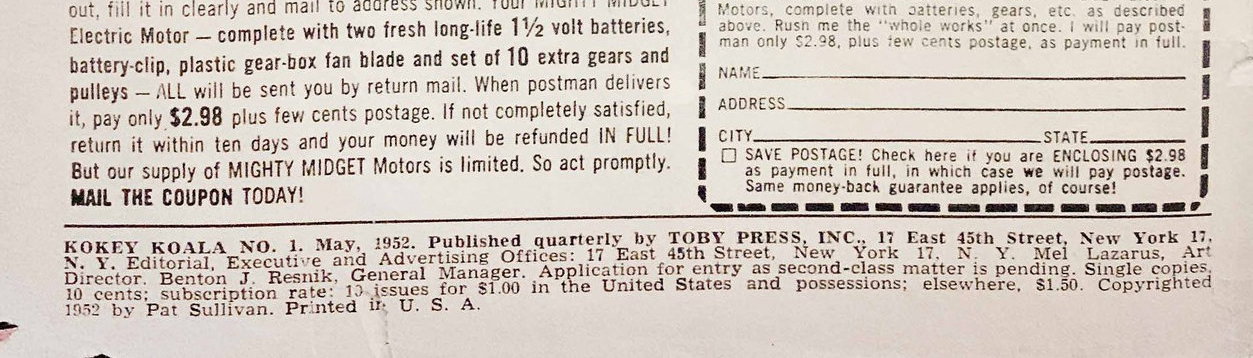 out, fill it in clearly and mail to address shown. Your MIGHTY MIDGET
Electric Motor — complete with two fresh long-life 1½ volt batteries,
battery-clip, plastic gear-box fan blade and set of 10 extra gears and
pulleys — ALL will be sent you by return mail. When postman delivers
it, pay only $2.98 plus few cents postage. If not completely satisfied,
return it within ten days and your money will be refunded IN FULL!
But our supply of MIGHTY MIDGET Motors is limited. So act promptly.
MAIL THE COUPON TODAY!
Motors, complete with batteries, gears, etc. as described
above. Rush me the "whole works" at once. I will pay post-
man only $2.98, plus few cents postage, as payment in full.
NAME
ADDRESS
CITY STATE
SAVE POSTAGE! Check here if you are ENCLOSING $2.98
as payment in full, in which case we will pay postage.
Same money-back guarantee applies, of course!
KOKEY KOALA NO. 1. May, 1952. Published quarterly by TOBY PRESS, INC., 17 East 45th Street, New York 17,
N. Y. Editorial, Executive and Advertising Offices: 17 East 45th Street, New York 17, N. Y. Mel Lazarus, Art
Director. Benton J. Resnik, General Manager. Application for entry as second-class matter is pending. Single copies,
10 cents; subscription rate: issues for $1.00 in the United States and possessions; elsewhere, $1.50. Copyrighted
1952 by Pat Sullivan. Printed in U. S. A.